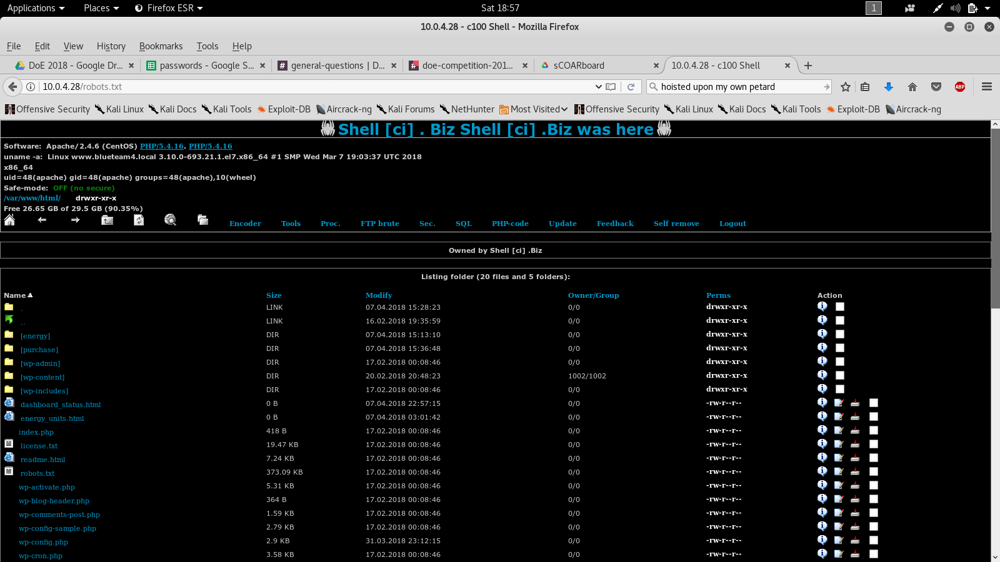 Applications Places Firefox ESR Sat 18:57 1
10.0.4.28 - c100 Shell - Mozilla Firefox
File Edit View History Bookmarks Tools Help
DoE 2018 - Google Dr... passwords - Google S... general-questions | D... doe-competition-201... sCOARboard 10.0.4.28 - c100 Shell
10.0.4.28/robots.txt hoisted upon my own petard ABP
Offensive Security Kali Linux Kali Docs Kali Tools Exploit-DB Aircrack-ng Kali Forums NetHunter Most Visited Offensive Security Kali Linux Kali Docs Kali Tools Exploit-DB Aircrack-ng
Shell [ci] . Biz Shell [ci] .Biz was here
Software: Apache/2.4.6 (CentOS) PHP/5.4.16. PHP/5.4.16
uname -a: Linux www.blueteam4.local 3.10.0-693.21.1.el7.x86_64 #1 SMP Wed Mar 7 19:03:37 UTC 2018
x86_64
uid=48(apache) gid=48(apache) groups=48(apache),10(wheel)
Safe-mode: OFF (no secure)
/var/www/html/ drwxr-xr-x
Free 26.65 GB of 29.5 GB (90.35%)
Encoder Tools Proc. FTP brute Sec. SQL PHP-code Update Feedback Self remove Logout
Owned by Shell [ci] .Biz
Listing folder (20 files and 5 folders):
Name Size Modify Owner/Group Perms Action
. LINK 07.04.2018 15:28:23 0/0 drwxr-xr-x
.. LINK 16.02.2018 19:35:59 0/0 drwxr-xr-x
[energy] DIR 07.04.2018 15:13:10 0/0 drwxr-xr-x
[purchase] DIR 07.04.2018 15:36:48 0/0 drwxr-xr-x
[wp-admin] DIR 17.02.2018 00:08:46 0/0 drwxr-xr-x
[wp-content] DIR 20.02.2018 20:48:23 1002/1002 drwxr-xr-x
[wp-includes] DIR 17.02.2018 00:08:46 0/0 drwxr-xr-x
dashboard_status.html 0 B 07.04.2018 22:57:15 0/0 -rw-r--r--
energy_units.html 0 B 07.04.2018 03:01:42 0/0 -rw-r--r--
index.php 418 B 17.02.2018 00:08:46 0/0 -rw-r--r--
license.txt 19.47 KB 17.02.2018 00:08:46 0/0 -rw-r--r--
readme.html 7.24 KB 17.02.2018 00:08:46 0/0 -rw-r--r--
robots.txt 373.09 KB 17.02.2018 00:08:46 0/0 -rw-r--r--
wp-activate.php 5.31 KB 17.02.2018 00:08:46 0/0 -rw-r--r--
wp-blog-header.php 364 B 17.02.2018 00:08:46 0/0 -rw-r--r--
wp-comments-post.php 1.59 KB 17.02.2018 00:08:46 0/0 -rw-r--r--
wp-config-sample.php 2.79 KB 17.02.2018 00:08:46 0/0 -rw-r--r--
wp-config.php 2.9 KB 31.03.2018 23:12:15 0/0 -rw-r--r--
wp-cron.php 3.58 KB 17.02.2018 00:08:46 0/0 -rw-r--r--